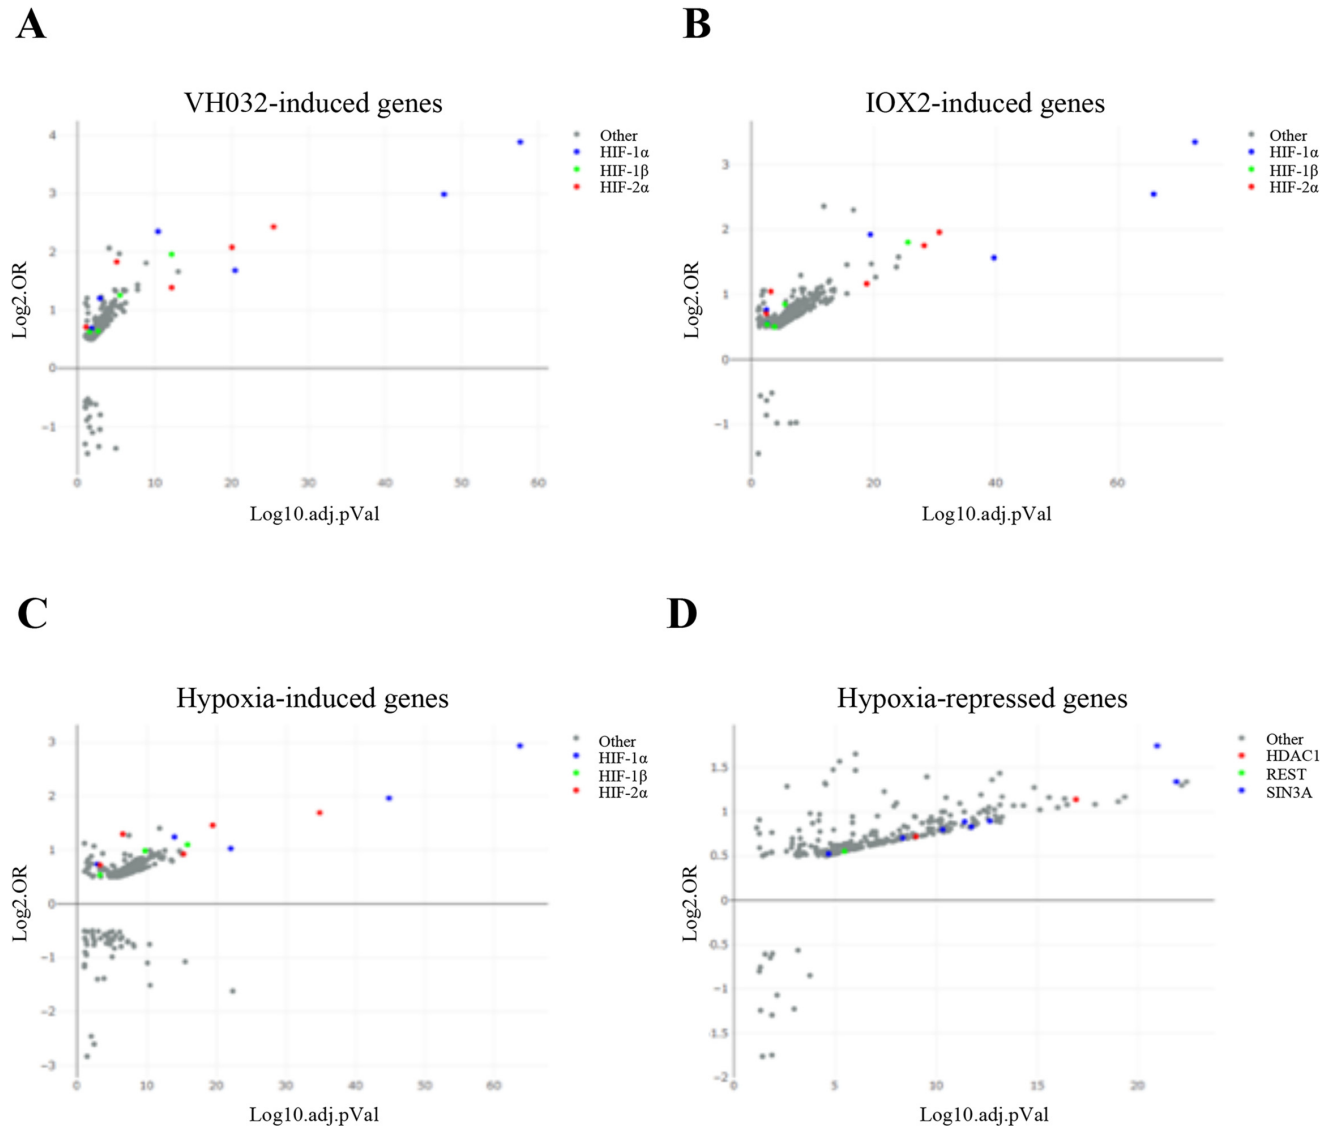 A
B
VH032-induced genes
IOX2-induced genes
4
3
2
1
0
−1
Log2.OR
0 10 20 30 40 50 60
Log10.adj.pVal
Other
HIF-1α
HIF-1β
HIF-2α
3
2
1
0
−1
Log2.OR
0 20 40 60
Log10.adj.pVal
Other
HIF-1α
HIF-1β
HIF-2α
C
D
Hypoxia-induced genes
Hypoxia-repressed genes
3
2
1
0
−1
−2
−3
Log2.OR
0 10 20 30 40 50 60
Log10.adj.pVal
Other
HIF-1α
HIF-1β
HIF-2α
1.5
1
0.5
0
−0.5
−1
−1.5
−2
Log2.OR
0 5 10 15 20
Log10.adj.pVal
Other
HDAC1
REST
SIN3A